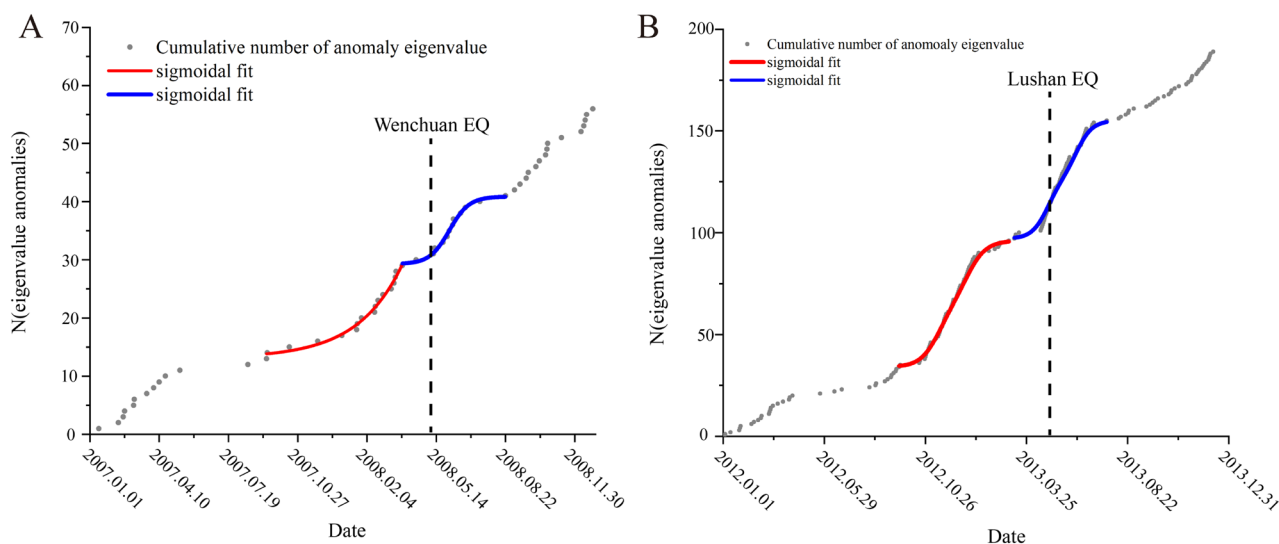 A
Cumulative number of anomaly eigenvalue
sigmoidal fit
sigmoidal fit
Wenchuan EQ
N(eigenvalue anomalies)
70
60
50
40
30
20
10
0
2007.01.01
2007.04.10
2007.07.19
2007.10.27
2008.02.04
2008.05.14
2008.08.22
2008.11.30
Date
B
Cumulative number of anomoaly eigenvalue
sigmoidal fit
sigmoidal fit
Lushan EQ
N(eigenvalue anomalies)
200
150
100
50
0
2012.01.01
2012.05.29
2012.10.26
2013.03.25
2013.08.22
2013.12.31
Date